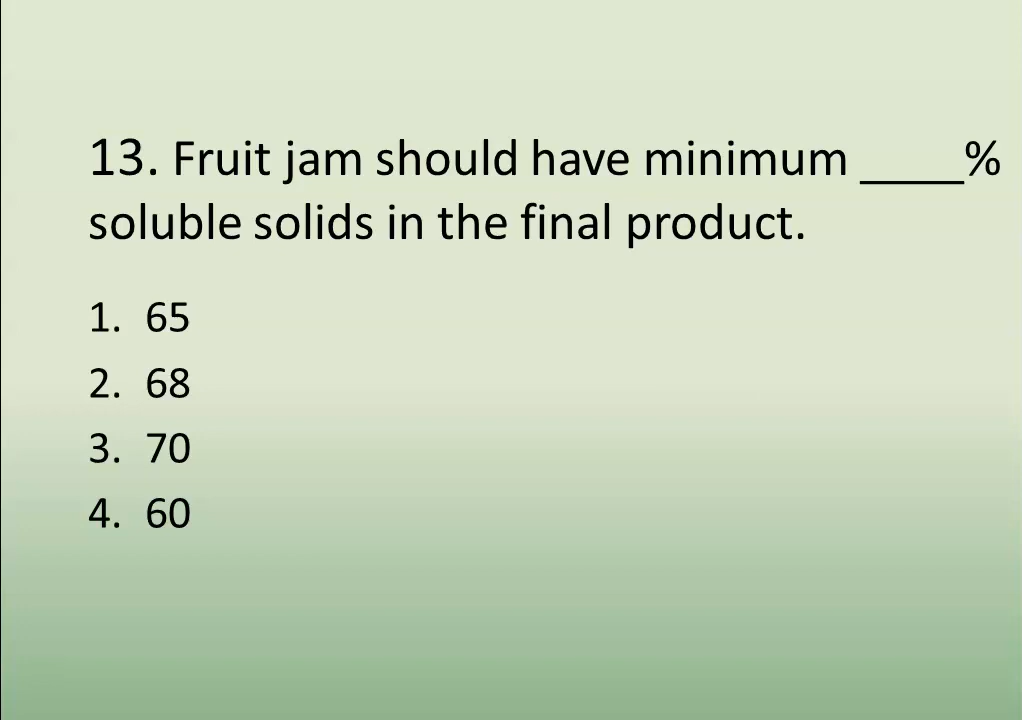 13. Fruit jam should have minimum ____%
soluble solids in the final product.
1. 65
2. 68
3. 70
4. 60